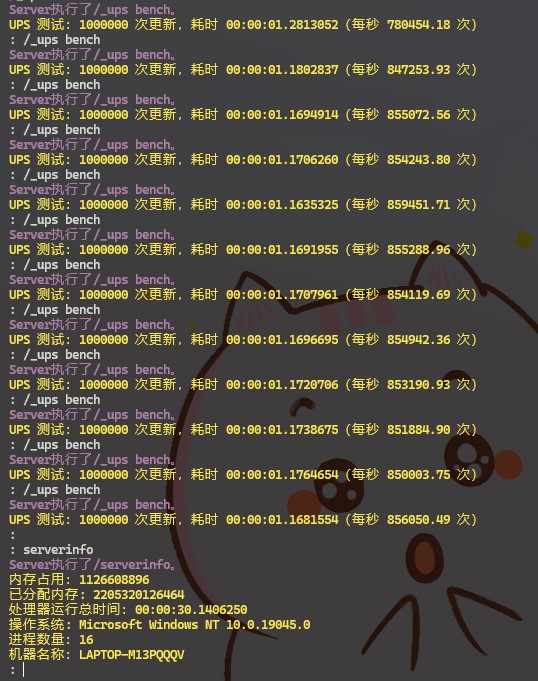 Server执行了/_ups bench。
UPS 测试: 1000000 次更新, 耗时 00:00:01.2813052 (每秒 780454.18 次)
: /_ups bench
Server执行了/_ups bench。
UPS 测试: 1000000 次更新, 耗时 00:00:01.1802837 (每秒 847253.93 次)
: /_ups bench
Server执行了/_ups bench。
UPS 测试: 1000000 次更新, 耗时 00:00:01.1694914 (每秒 855072.56 次)
: /_ups bench
Server执行了/_ups bench。
UPS 测试: 1000000 次更新, 耗时 00:00:01.1706260 (每秒 854243.80 次)
: /_ups bench
Server执行了/_ups bench。
UPS 测试: 1000000 次更新, 耗时 00:00:01.1635325 (每秒 859451.71 次)
: /_ups bench
Server执行了/_ups bench。
UPS 测试: 1000000 次更新, 耗时 00:00:01.1691955 (每秒 855288.96 次)
: /_ups bench
Server执行了/_ups bench。
UPS 测试: 1000000 次更新, 耗时 00:00:01.1707961 (每秒 854119.69 次)
: /_ups bench
Server执行了/_ups bench。
UPS 测试: 1000000 次更新, 耗时 00:00:01.1696695 (每秒 854942.36 次)
: /_ups bench
Server执行了/_ups bench。
UPS 测试: 1000000 次更新, 耗时 00:00:01.1720706 (每秒 853190.93 次)
: /_ups bench
Server执行了/_ups bench。
UPS 测试: 1000000 次更新, 耗时 00:00:01.1738675 (每秒 851884.90 次)
: /_ups bench
Server执行了/_ups bench。
UPS 测试: 1000000 次更新, 耗时 00:00:01.1764654 (每秒 850003.75 次)
: /_ups bench
Server执行了/_ups bench。
UPS 测试: 1000000 次更新, 耗时 00:00:01.1681554 (每秒 856050.49 次)
:
: serverinfo
Server执行了/serverinfo。
内存占用: 1126608896
已分配内存: 2205320126464
处理器运行总时间: 00:00:30.1406250
操作系统: Microsoft Windows NT 10.0.19045.0
进程数量: 16
机器名称: LAPTOP-M13PQQQV
: